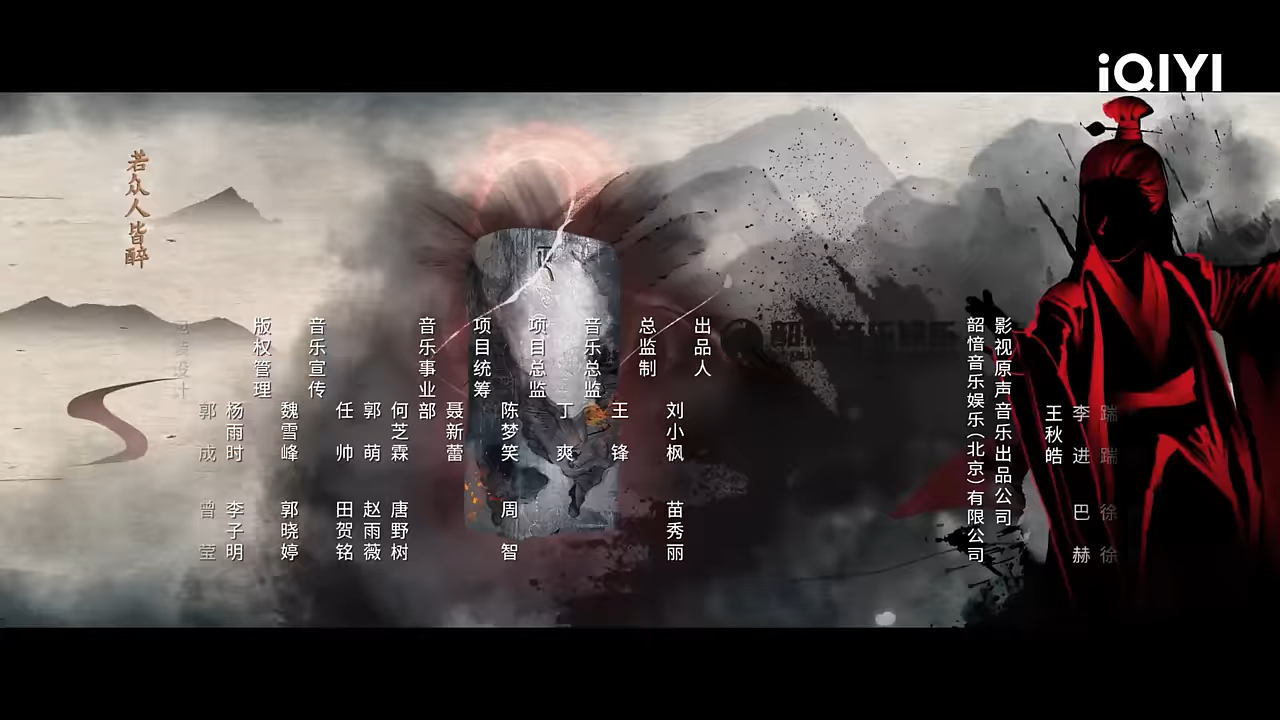 iQIYI
瑞 瑞 徐 徐
李进 巴赫
王秋皓
影视原声音乐出品公司
韶愔音乐娱乐（北京）有限公司
出品人
刘小枫 苗秀丽
总监制
王锋
音乐总监
丁爽
项目总监
陈梦笑 周智
项目统筹
聂新蕾
音乐事业部
何芝霖 唐野树
郭萌 赵雨薇
任帅 田贺铭
音乐宣传
魏雪峰 郭晓婷
版权管理
杨雨时 李子明
郭成 曾莹
若众人皆醉